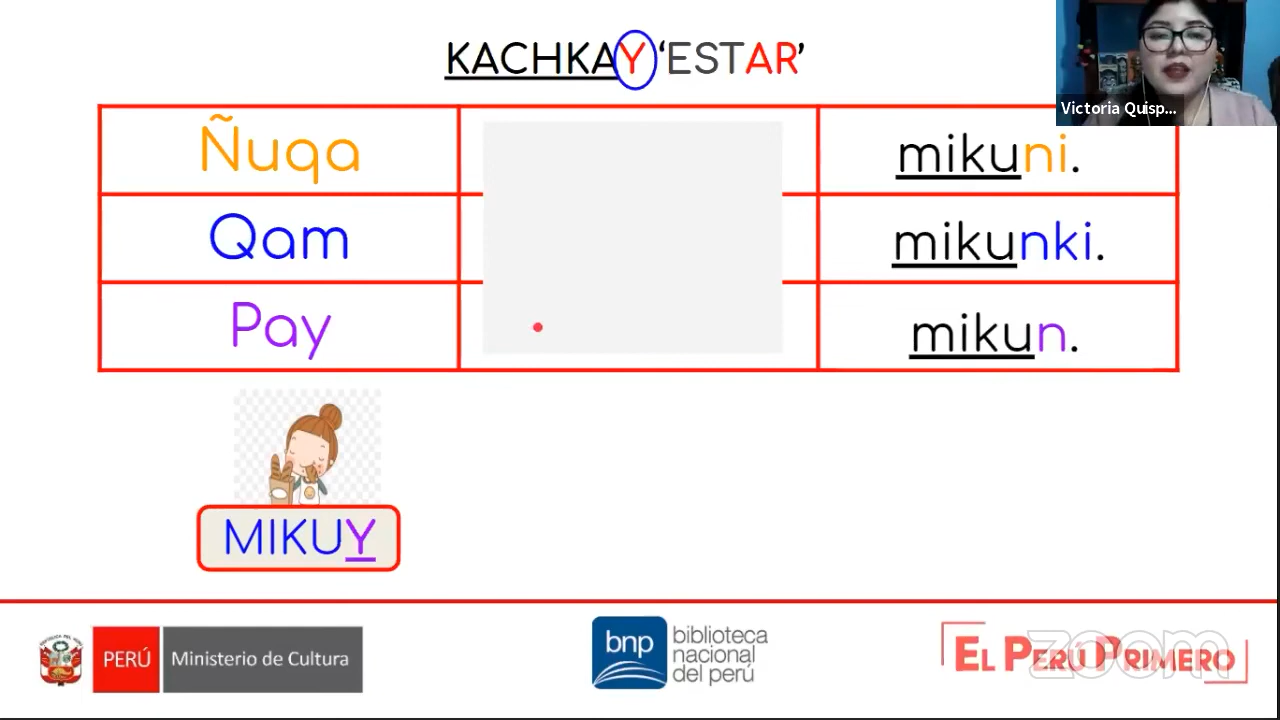 KACHKAY ‘ESTAR’
Victoria Quisp...
Ñuqa mikuni.
Qam mikunki.
Pay mikun.
MIKUY
PERÚ Ministerio de Cultura
bnp biblioteca nacional del perú
EL PERÚ PRIMERO
zoom